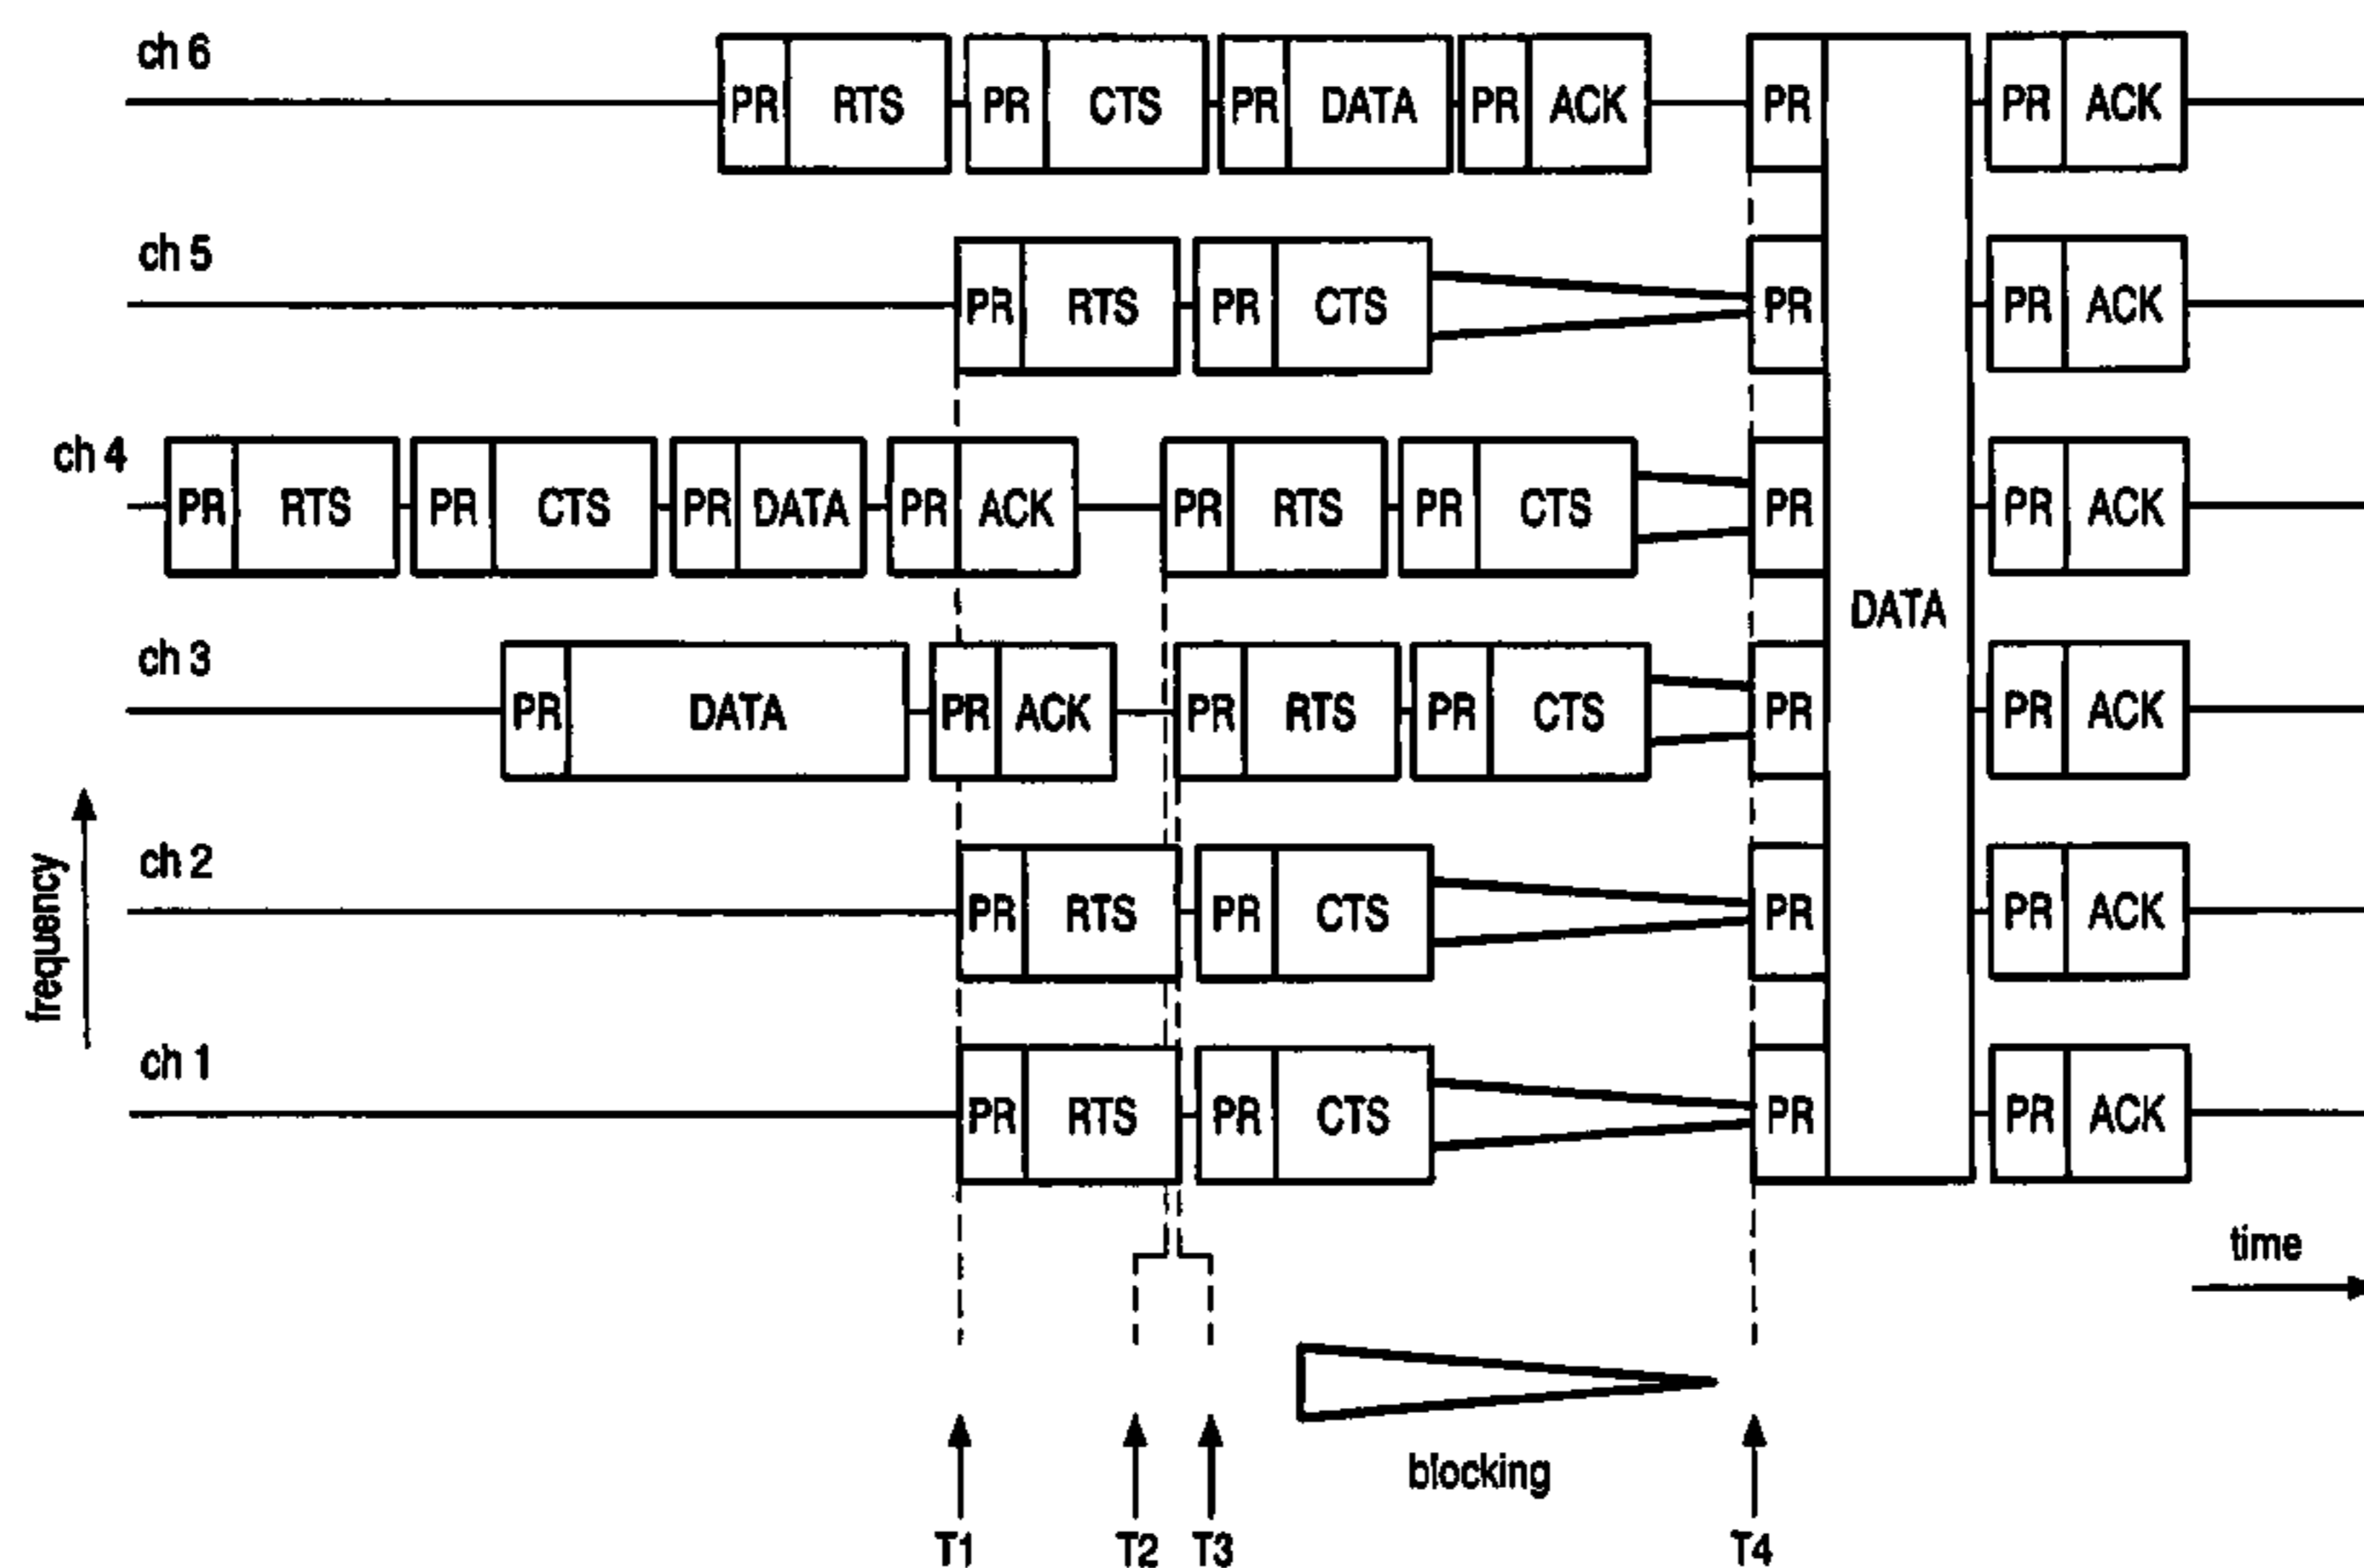 ch 6
PR RTS PR CTS PR DATA PR ACK PR PR ACK
ch 5
PR RTS PR CTS PR PR ACK
ch 4
PR RTS PR CTS PR DATA PR ACK PR RTS PR CTS PR PR ACK
DATA
ch 3
PR DATA PR ACK PR RTS PR CTS PR PR ACK
ch 2
PR RTS PR CTS PR PR ACK
frequency
ch 1
PR RTS PR CTS PR PR ACK
time
blocking
T1 T2 T3 T4